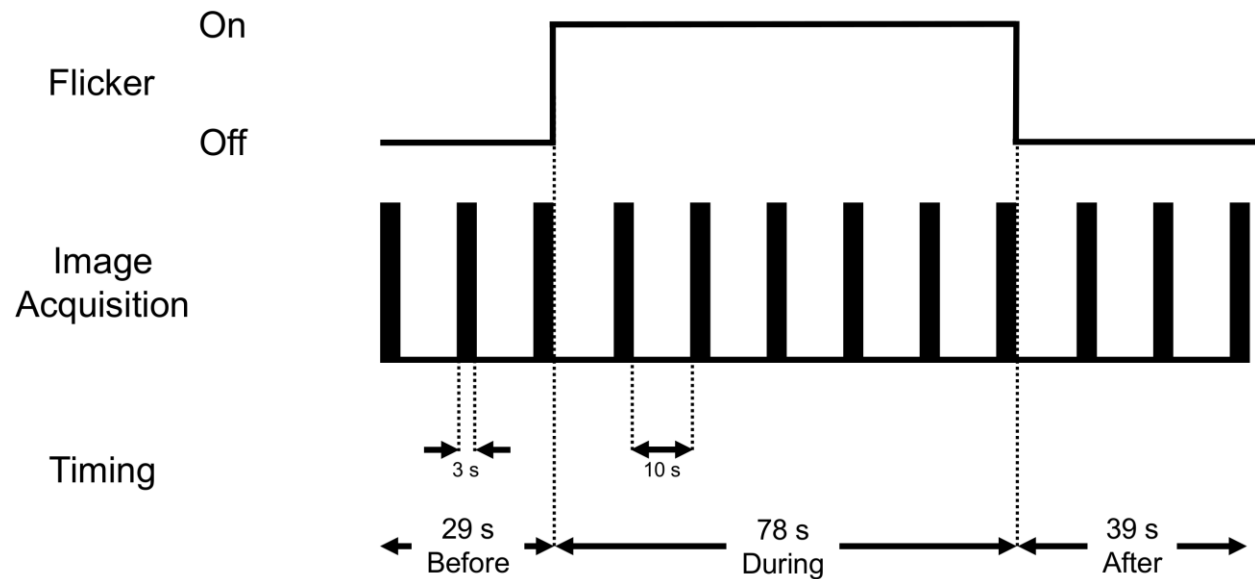 On
Flicker
Off
Image
Acquisition
Timing
3 s
10 s
29 s
Before
78 s
During
39 s
After